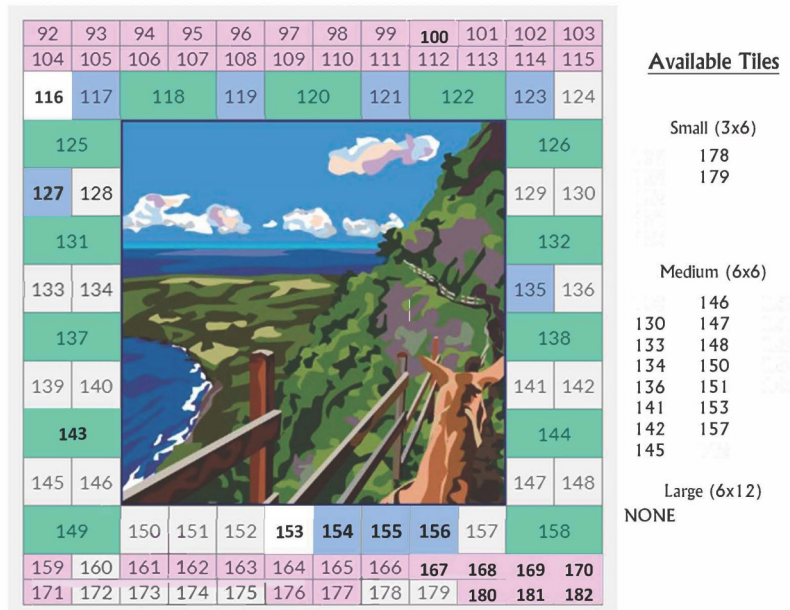 92 93 94 95 96 97 98 99 100 101 102 103
104 105 106 107 108 109 110 111 112 113 114 115
116 117 118 119 120 121 122 123 124
125 126
127 128 129 130
131 132
133 134 135 136
137 138
139 140 141 142
143 144
145 146 147 148
149 150 151 152 153 154 155 156 157 158
159 160 161 162 163 164 165 166 167 168 169 170
171 172 173 174 175 176 177 178 179 180 181 182
Available Tiles
Small (3x6)
178
179
Medium (6x6)
146
130 147
133 148
134 150
136 151
141 153
142 157
145
Large (6x12)
NONE